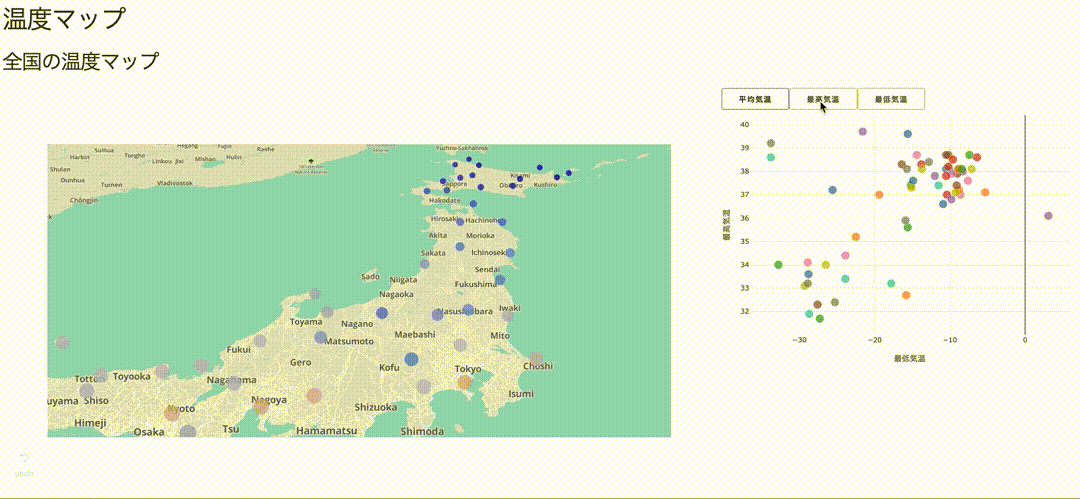 温度マップ
全国の温度マップ
平均気温 最高気温 最低気温
Suihua
Hegang
Fujin
Yuzhno-Sakhalinsk
Harbin
Tonghe
Mishan
Hulin
Raohe
Shulan
Linkou
Jixi
Dunhua
Tumen
Vladivostok
Chŏngjin
Sapporo
Kitami
Obihiro
Kushiro
Hakodate
Hirosaki
Hachinohe
Akita
Morioka
Sakata
Ichinoseki
Sado
Niigata
Sendai
Fukushima
Nagaoka
Nasushiobara
Iwaki
Toyama
Nagano
Maebashi
Mito
Fukui
Matsumoto
Gero
Kofu
Tokyo
Choshi
Tottori
Toyooka
Nagahama
Shiso
Kyoto
Nagoya
Shizuoka
Isumi
Himeji
Osaka
Tsu
Hamamatsu
Shimoda
最高気温
40
39
38
37
36
35
34
33
32
−30 −20 −10 0
最低気温
undo